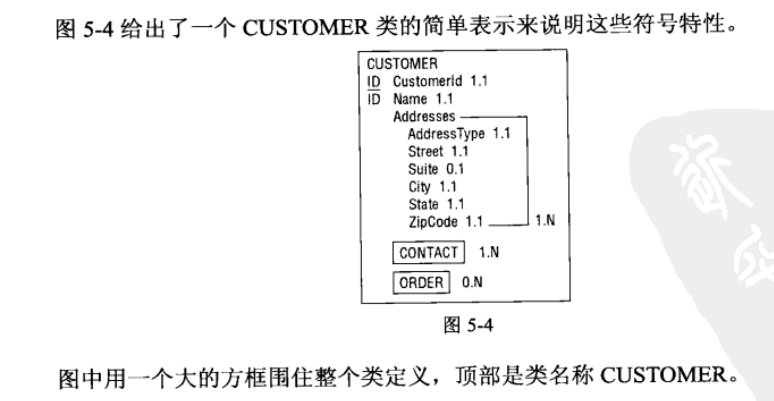 图 5-4 给出了一个 CUSTOMER 类的简单表示来说明这些符号特性。
CUSTOMER
ID CustomerId 1.1
ID Name 1.1
Addresses
AddressType 1.1
Street 1.1
Suite 0.1
City 1.1
State 1.1
ZipCode 1.1 1.N
CONTACT 1.N
ORDER 0.N
图 5-4
图中用一个大的方框围住整个类定义，顶部是类名称 CUSTOMER。